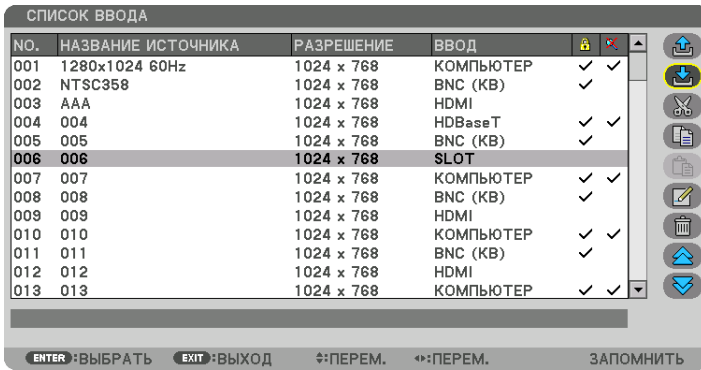 СПИСОК ВВОДА
NO. НАЗВАНИЕ ИСТОЧНИКА РАЗРЕШЕНИЕ ВВОД
001 1280x1024 60Hz 1024 x 768 КОМПЬЮТЕР ✓ ✓
002 NTSC358 1024 x 768 BNC (КВ) ✓
003 AAA 1024 x 768 HDMI
004 004 1024 x 768 HDBaseT ✓ ✓
005 005 1024 x 768 BNC (КВ) ✓
006 006 1024 x 768 SLOT
007 007 1024 x 768 КОМПЬЮТЕР ✓ ✓
008 008 1024 x 768 BNC (КВ) ✓
009 009 1024 x 768 HDMI
010 010 1024 x 768 КОМПЬЮТЕР ✓ ✓
011 011 1024 x 768 BNC (КВ) ✓
012 012 1024 x 768 HDMI
013 013 1024 x 768 КОМПЬЮТЕР ✓ ✓
ENTER :ВЫБРАТЬ EXIT :ВЫХОД :ПЕРЕМ. :ПЕРЕМ. ЗАПОМНИТЬ